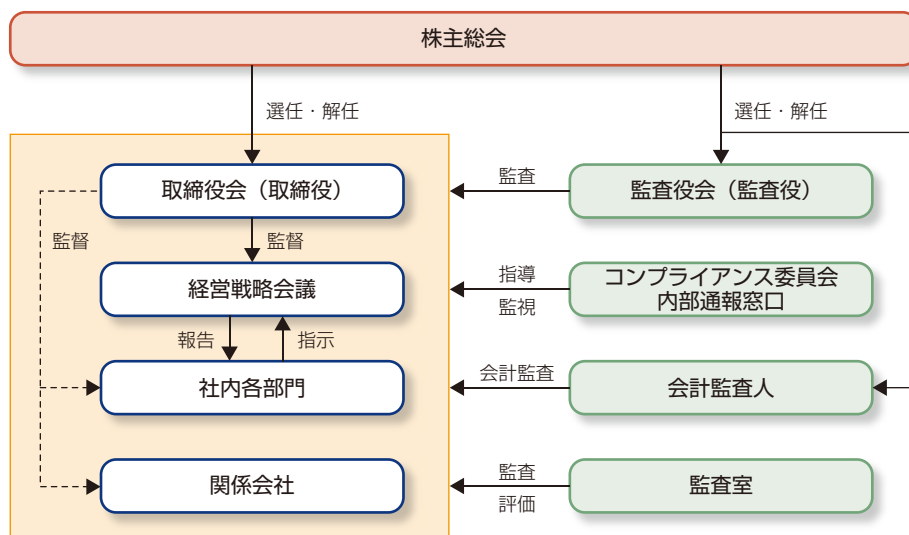 株主総会
選任・解任
選任・解任
取締役会（取締役）
監査
監査役会（監査役）
監督
監督
経営戦略会議
指導
監視
コンプライアンス委員会
内部通報窓口
報告
指示
社内各部門
会計監査
会計監査人
関係会社
監査
評価
監査室